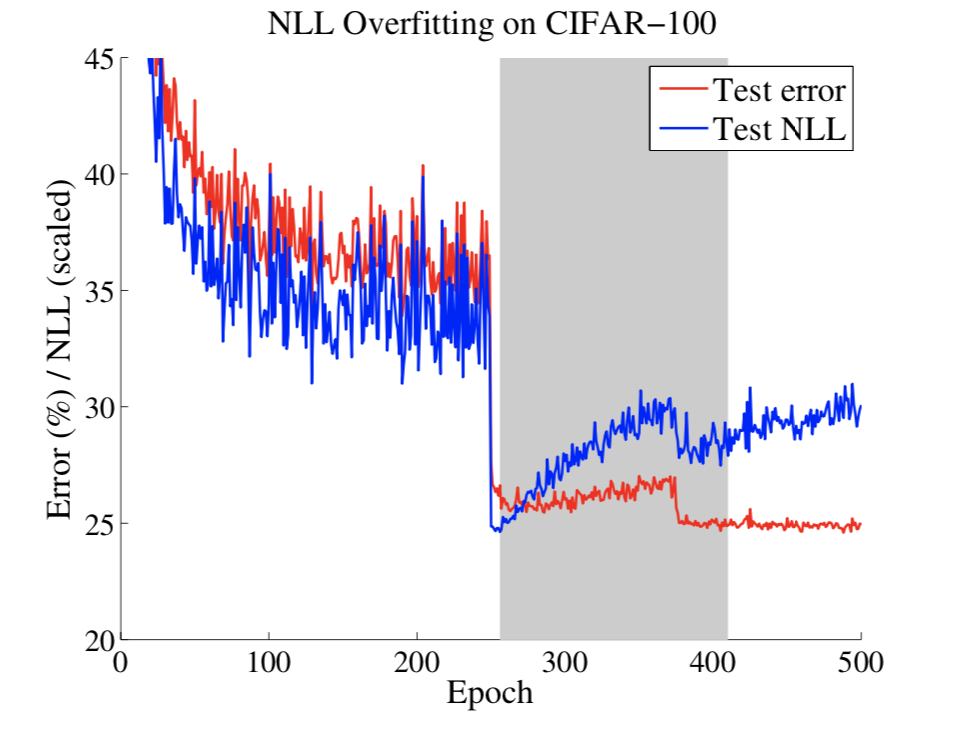 NLL Overfitting on CIFAR−100
45
40
35
30
25
20
Error (%) / NLL (scaled)
Test error
Test NLL
0 100 200 300 400 500
Epoch